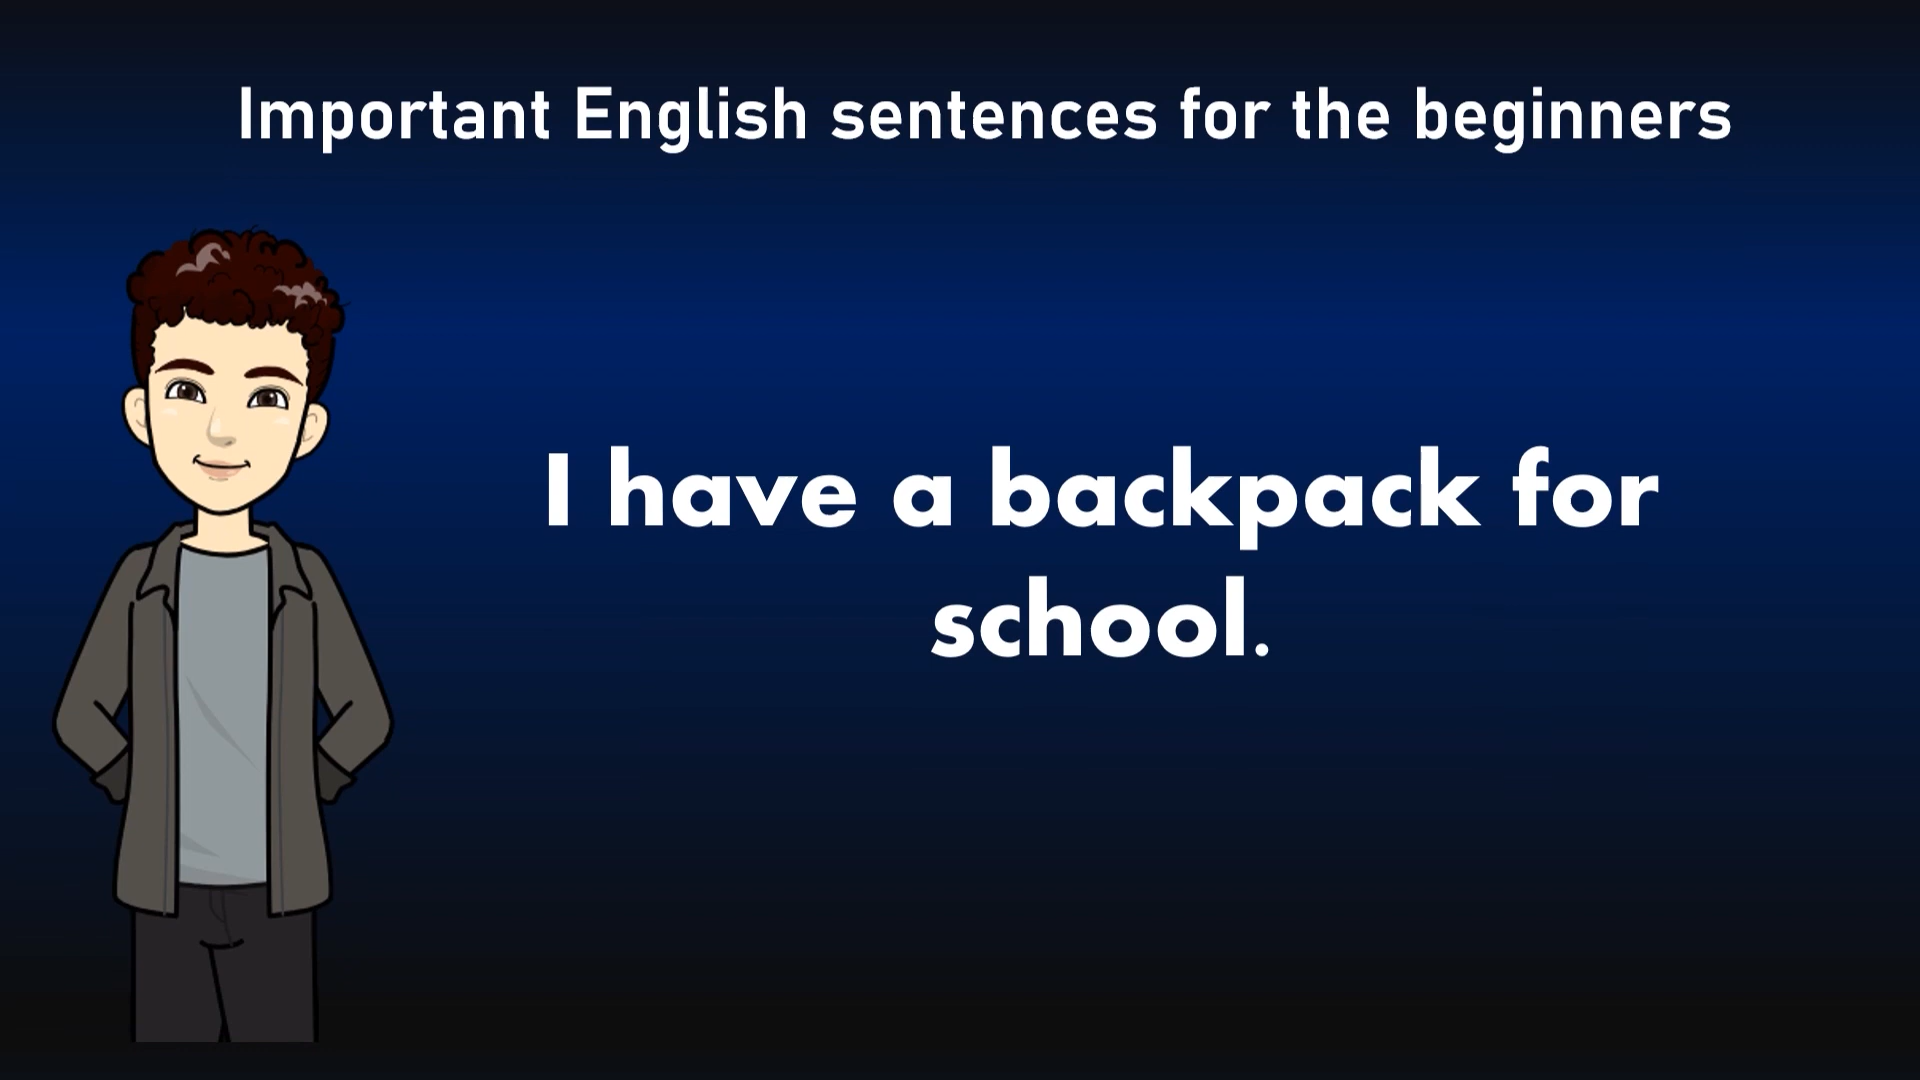 Important English sentences for the beginners
I have a backpack for
school.